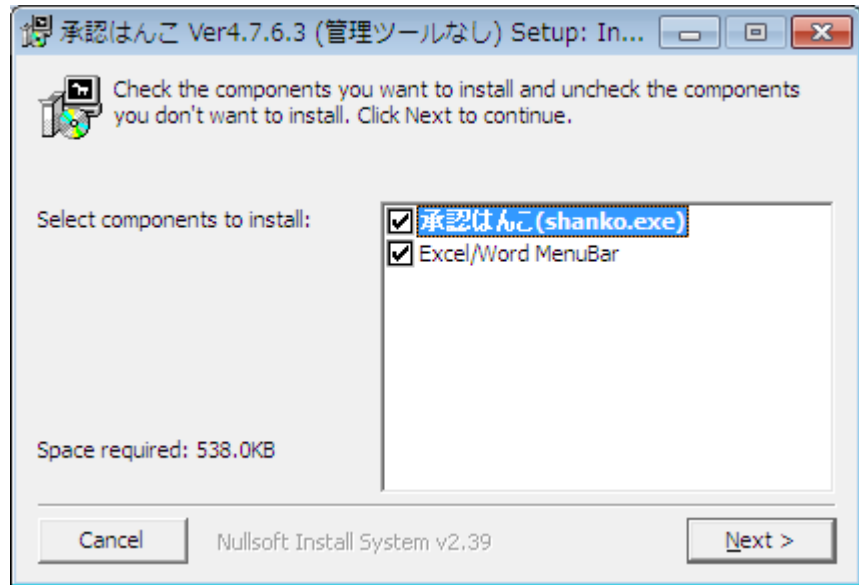 承認はんこ Ver4.7.6.3 (管理ツールなし) Setup: In...
Check the components you want to install and uncheck the components
you don't want to install. Click Next to continue.
Select components to install:
承認はんこ(shanko.exe)
Excel/Word MenuBar
Space required: 538.0KB
Cancel
Nullsoft Install System v2.39
Next >